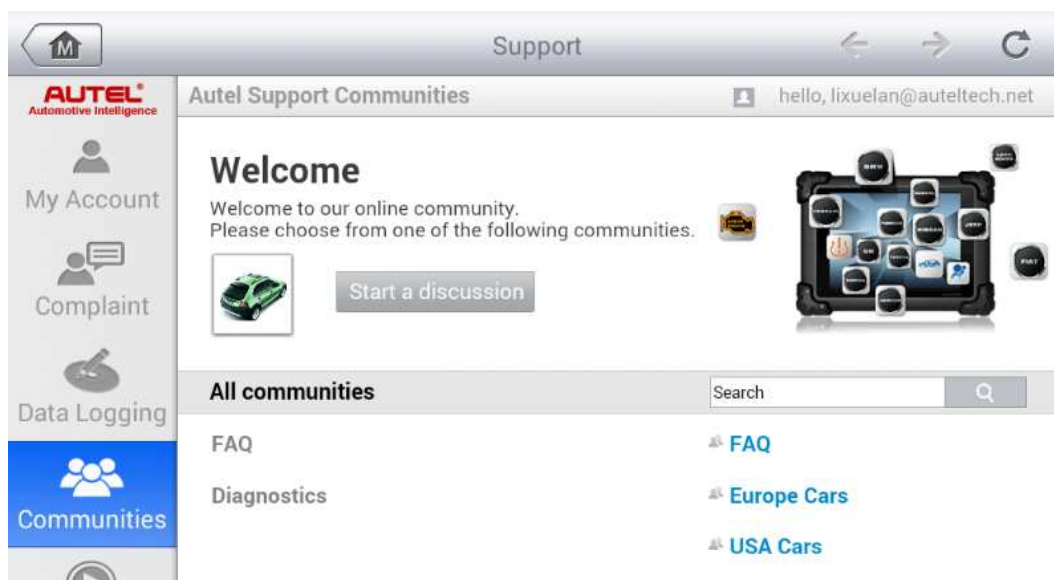 M
Support
AUTEL®
Automotive Intelligence
Autel Support Communities
hello, lixuelan@auteltech.net
My Account
Welcome
Welcome to our online community.
Please choose from one of the following communities.
Start a discussion
JEEP
FIAT
Complaint
Data Logging
All communities
Search
FAQ
FAQ
Diagnostics
Europe Cars
USA Cars
Communities